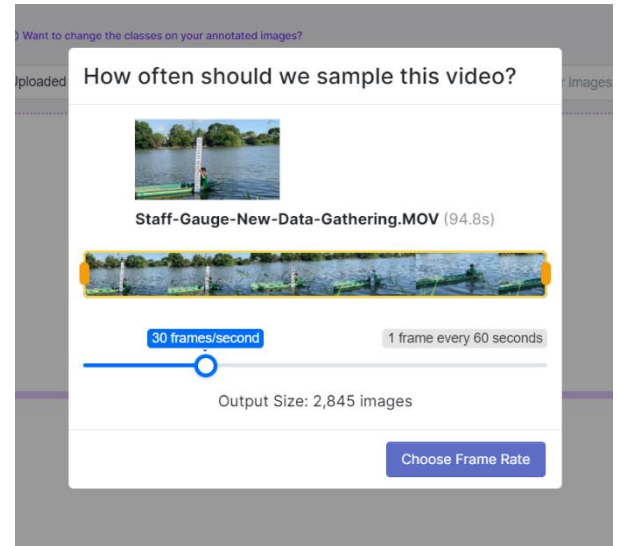 Want to change the classes on your annotated images?
Uploaded
images
How often should we sample this video?
Staff-Gauge-New-Data-Gathering.MOV (94.8s)
30 frames/second
1 frame every 60 seconds
Output Size: 2,845 images
Choose Frame Rate